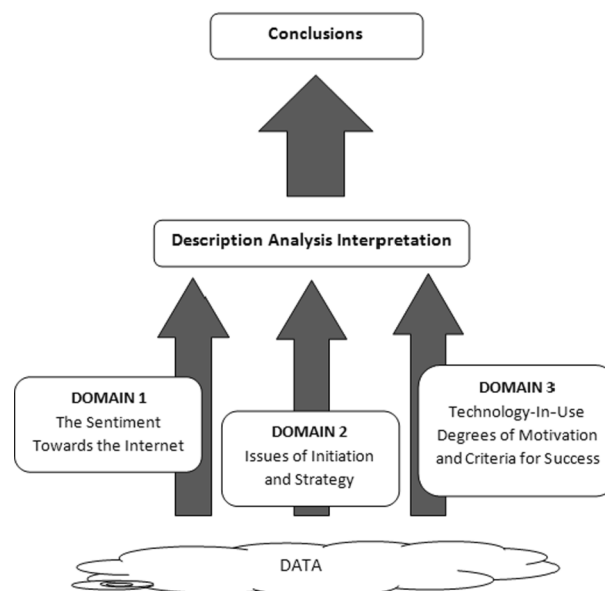 Conclusions
Description Analysis Interpretation
DOMAIN 1
The Sentiment
Towards the Internet
DOMAIN 2
Issues of Initiation
and Strategy
DOMAIN 3
Technology-In-Use
Degrees of Motivation
and Criteria for Success
DATA